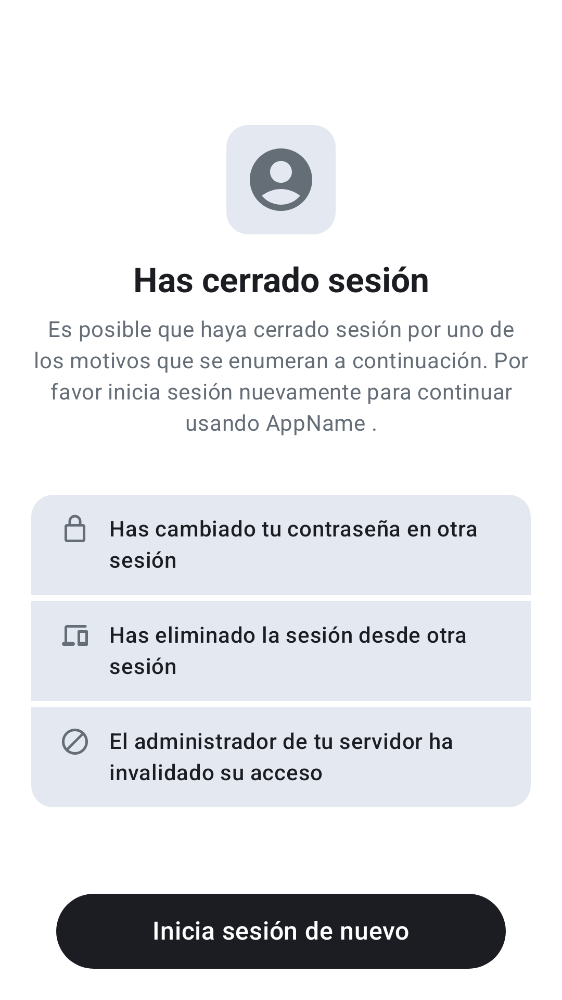 Has cerrado sesión
Es posible que haya cerrado sesión por uno de
los motivos que se enumeran a continuación. Por
favor inicia sesión nuevamente para continuar
usando AppName .
Has cambiado tu contraseña en otra
sesión
Has eliminado la sesión desde otra
sesión
El administrador de tu servidor ha
invalidado su acceso
Inicia sesión de nuevo